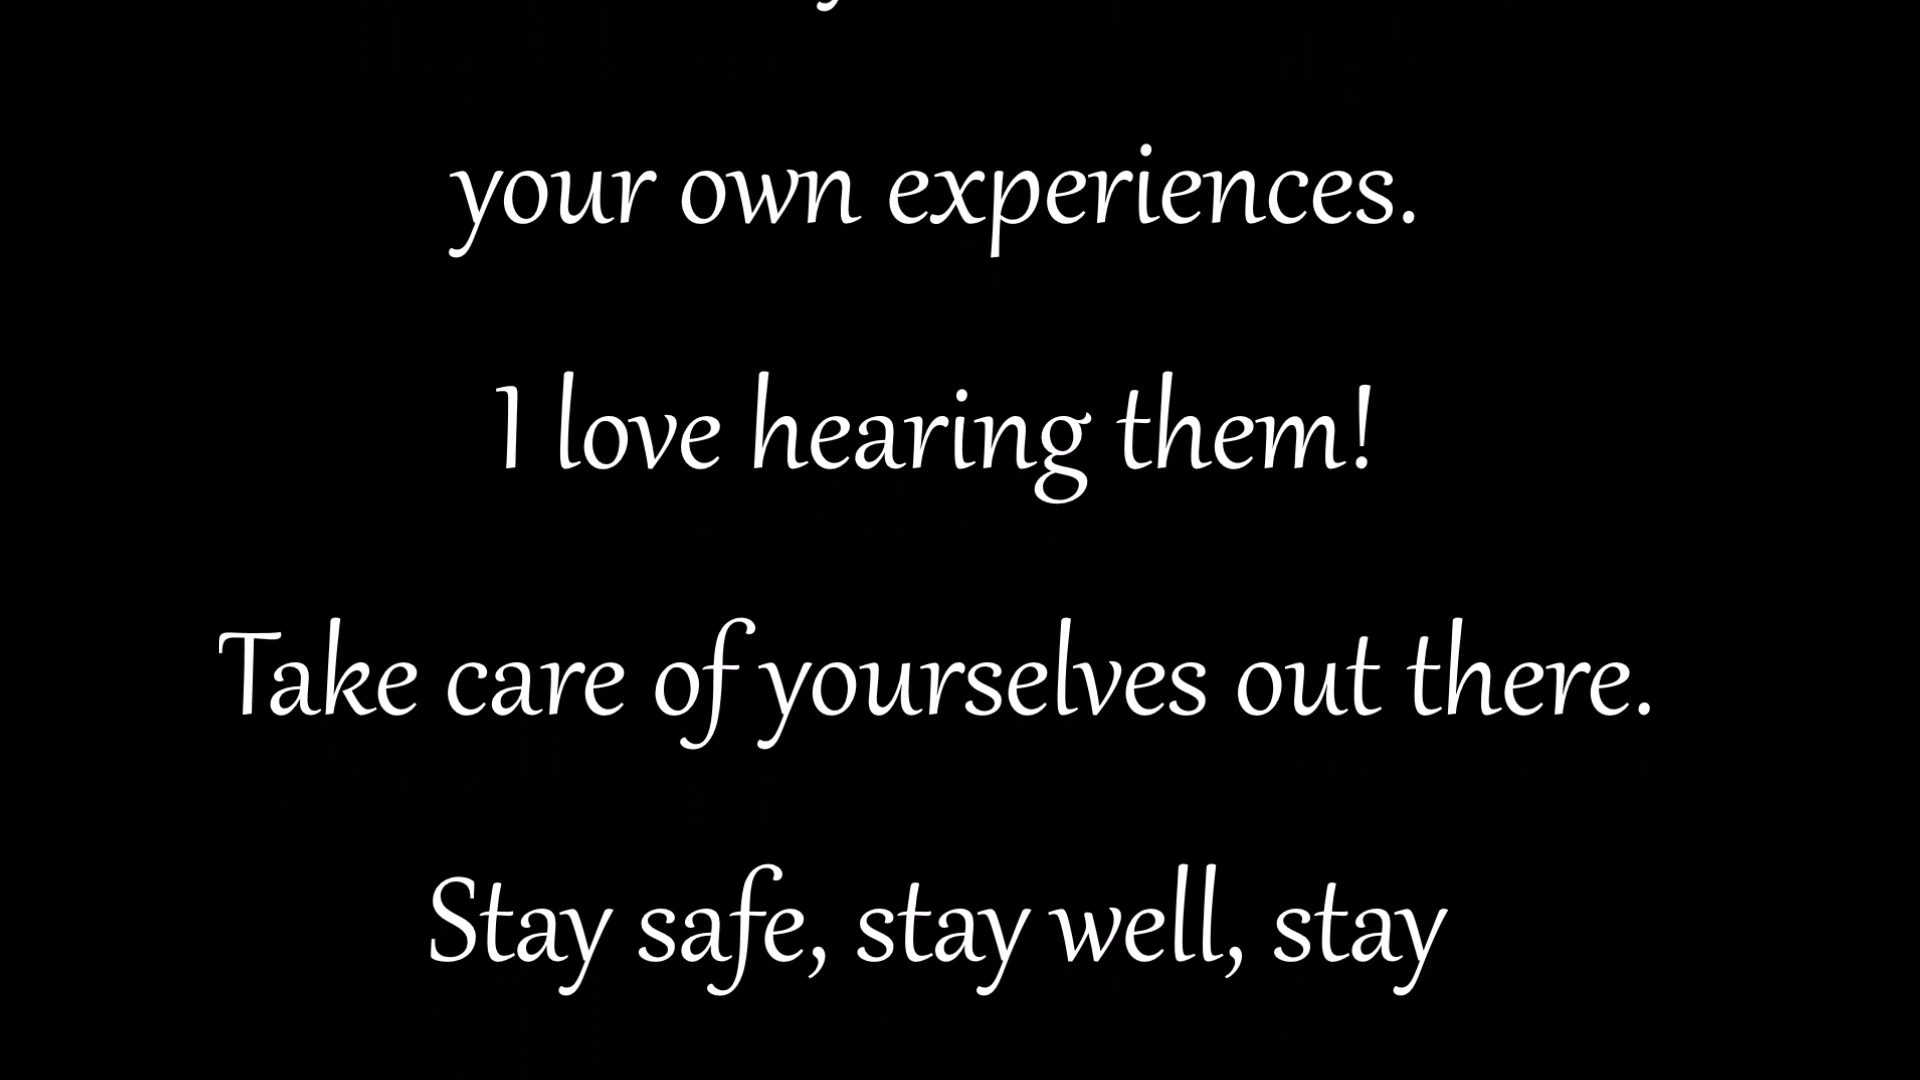 your own experiences.
I love hearing them!
Take care of yourselves out there.
Stay safe, stay well, stay